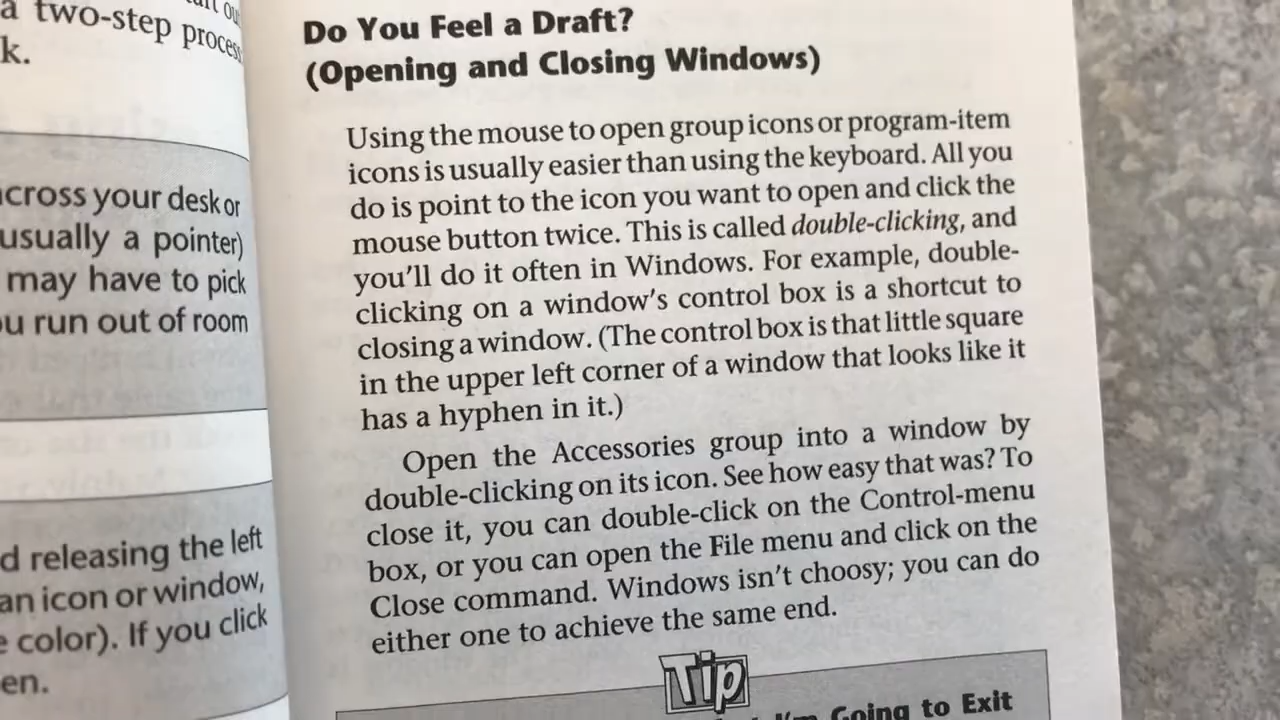 a two-step process
k.
across your desk or
usually a pointer)
may have to pick
ou run out of room
d releasing the left
an icon or window,
e color). If you click
en.
Do You Feel a Draft?
(Opening and Closing Windows)
Using the mouse to open group icons or program-item
icons is usually easier than using the keyboard. All you
do is point to the icon you want to open and click the
mouse button twice. This is called double-clicking, and
you'll do it often in Windows. For example, double-
clicking on a window's control box is a shortcut to
closing a window. (The control box is that little square
in the upper left corner of a window that looks like it
has a hyphen in it.)
Open the Accessories group into a window by
double-clicking on its icon. See how easy that was? To
close it, you can double-click on the Control-menu
box, or you can open the File menu and click on the
Close command. Windows isn't choosy; you can do
either one to achieve the same end.
Tip
I'm Going to Exit